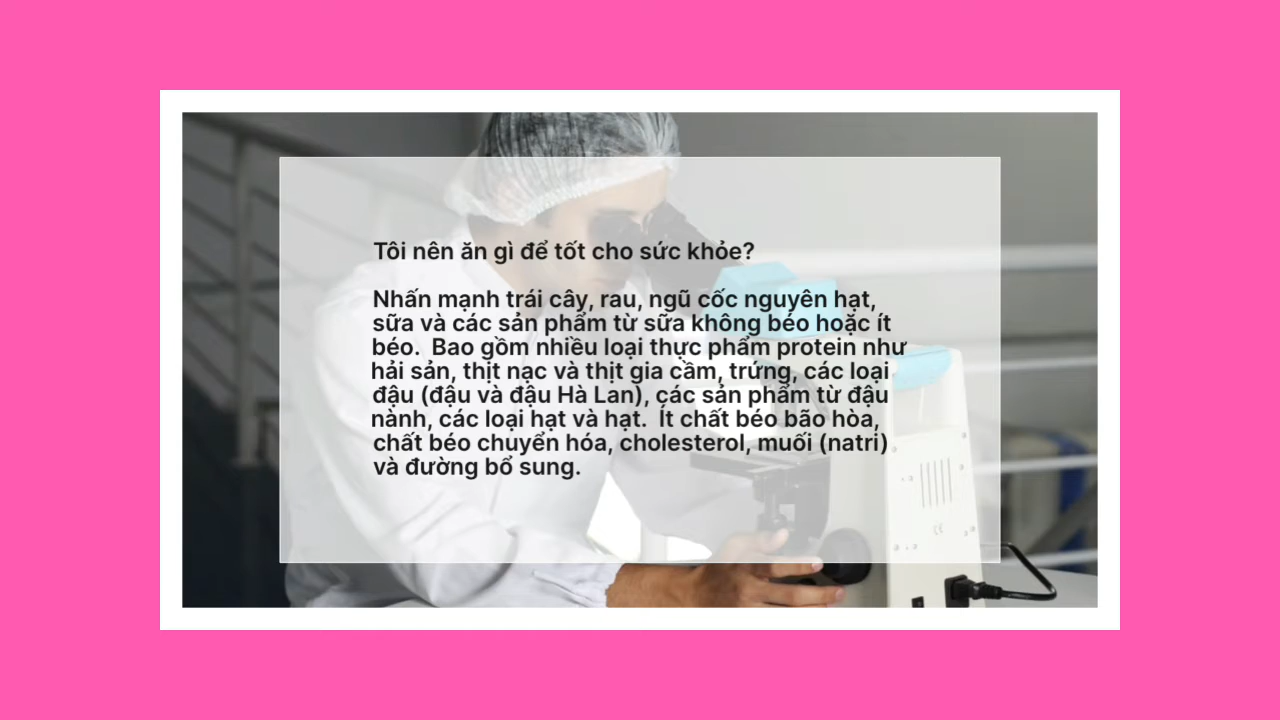 Tôi nên ăn gì để tốt cho sức khỏe?
Nhấn mạnh trái cây, rau, ngũ cốc nguyên hạt,
sữa và các sản phẩm từ sữa không béo hoặc ít
béo.  Bao gồm nhiều loại thực phẩm protein như
hải sản, thịt nạc và thịt gia cầm, trứng, các loại
đậu (đậu và đậu Hà Lan), các sản phẩm từ đậu
nành, các loại hạt và hạt.  Ít chất béo bão hòa,
chất béo chuyển hóa, cholesterol, muối (natri)
và đường bổ sung.
CE